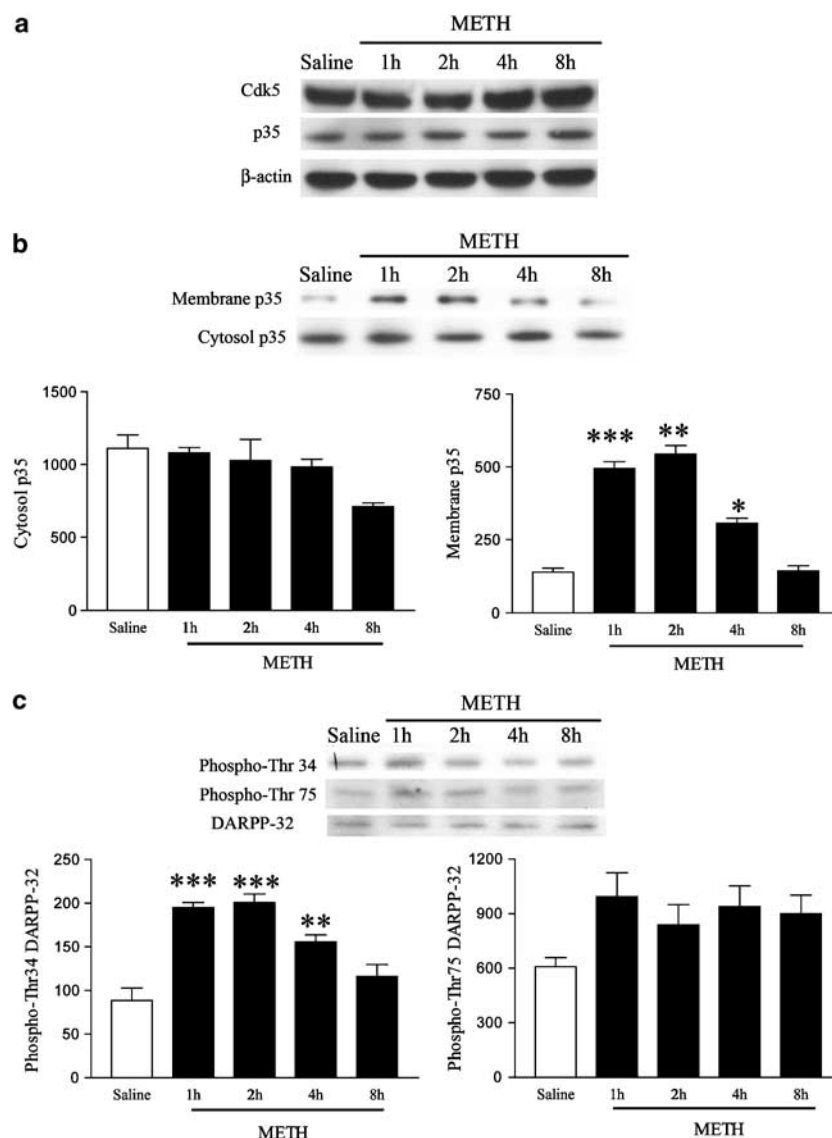 a
METH
Saline 1h 2h 4h 8h
Cdk5
p35
β-actin
b
METH
Saline 1h 2h 4h 8h
Membrane p35
Cytosol p35
1500
1000
500
0
Cytosol p35
Saline 1h 2h 4h 8h
METH
750
500
250
0
Membrane p35
*** ** *
Saline 1h 2h 4h 8h
METH
c
METH
Saline 1h 2h 4h 8h
Phospho-Thr 34
Phospho-Thr 75
DARPP-32
250
200
150
100
50
0
Phospho-Thr34 DARPP-32
*** *** **
Saline 1h 2h 4h 8h
METH
1200
900
600
300
0
Phospho-Thr75 DARPP-32
Saline 1h 2h 4h 8h
METH